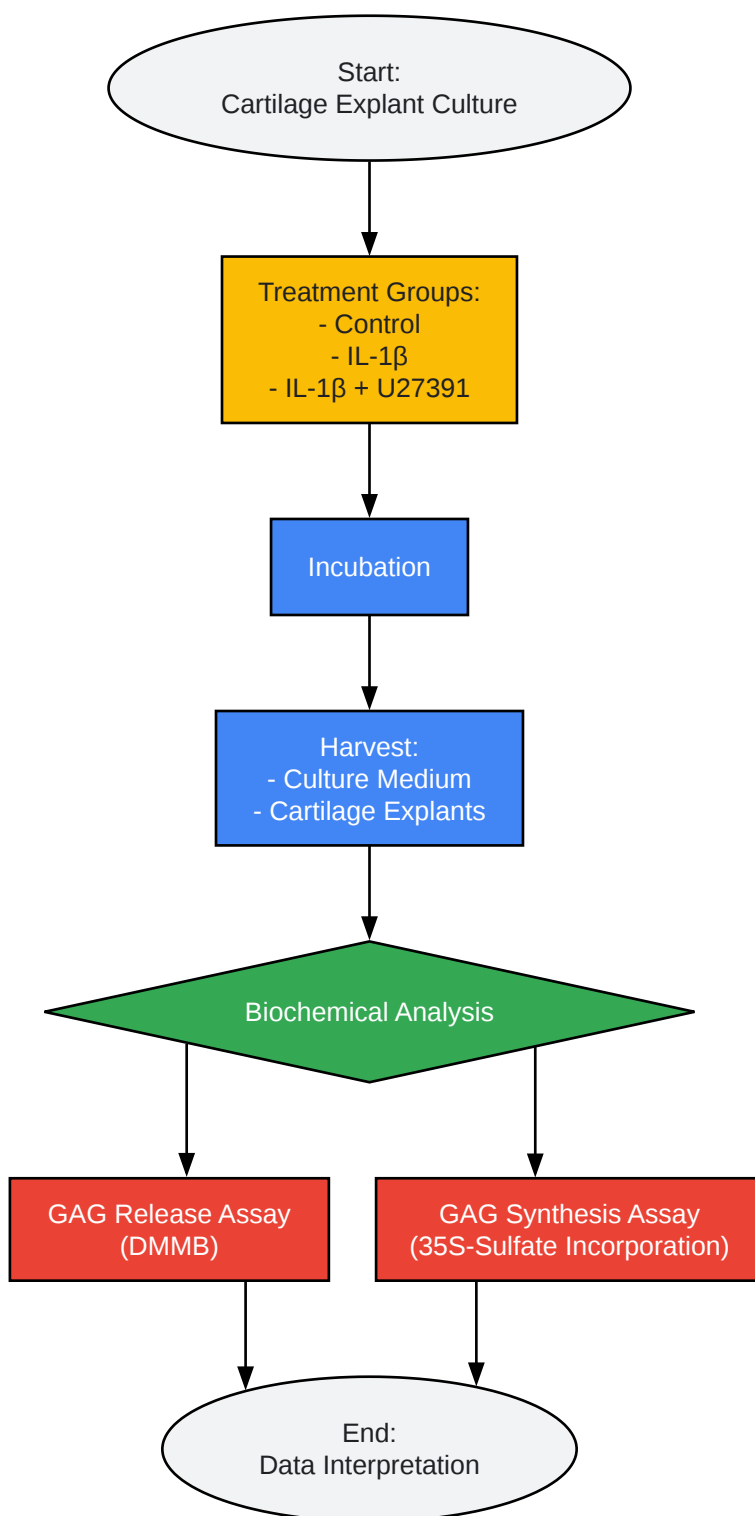 Start:
Cartilage Explant Culture
Treatment Groups:
- Control
- IL-1β
- IL-1β + U27391
Incubation
Harvest:
- Culture Medium
- Cartilage Explants
Biochemical Analysis
GAG Release Assay
(DMMB)
GAG Synthesis Assay
(35S-Sulfate Incorporation)
End:
Data Interpretation